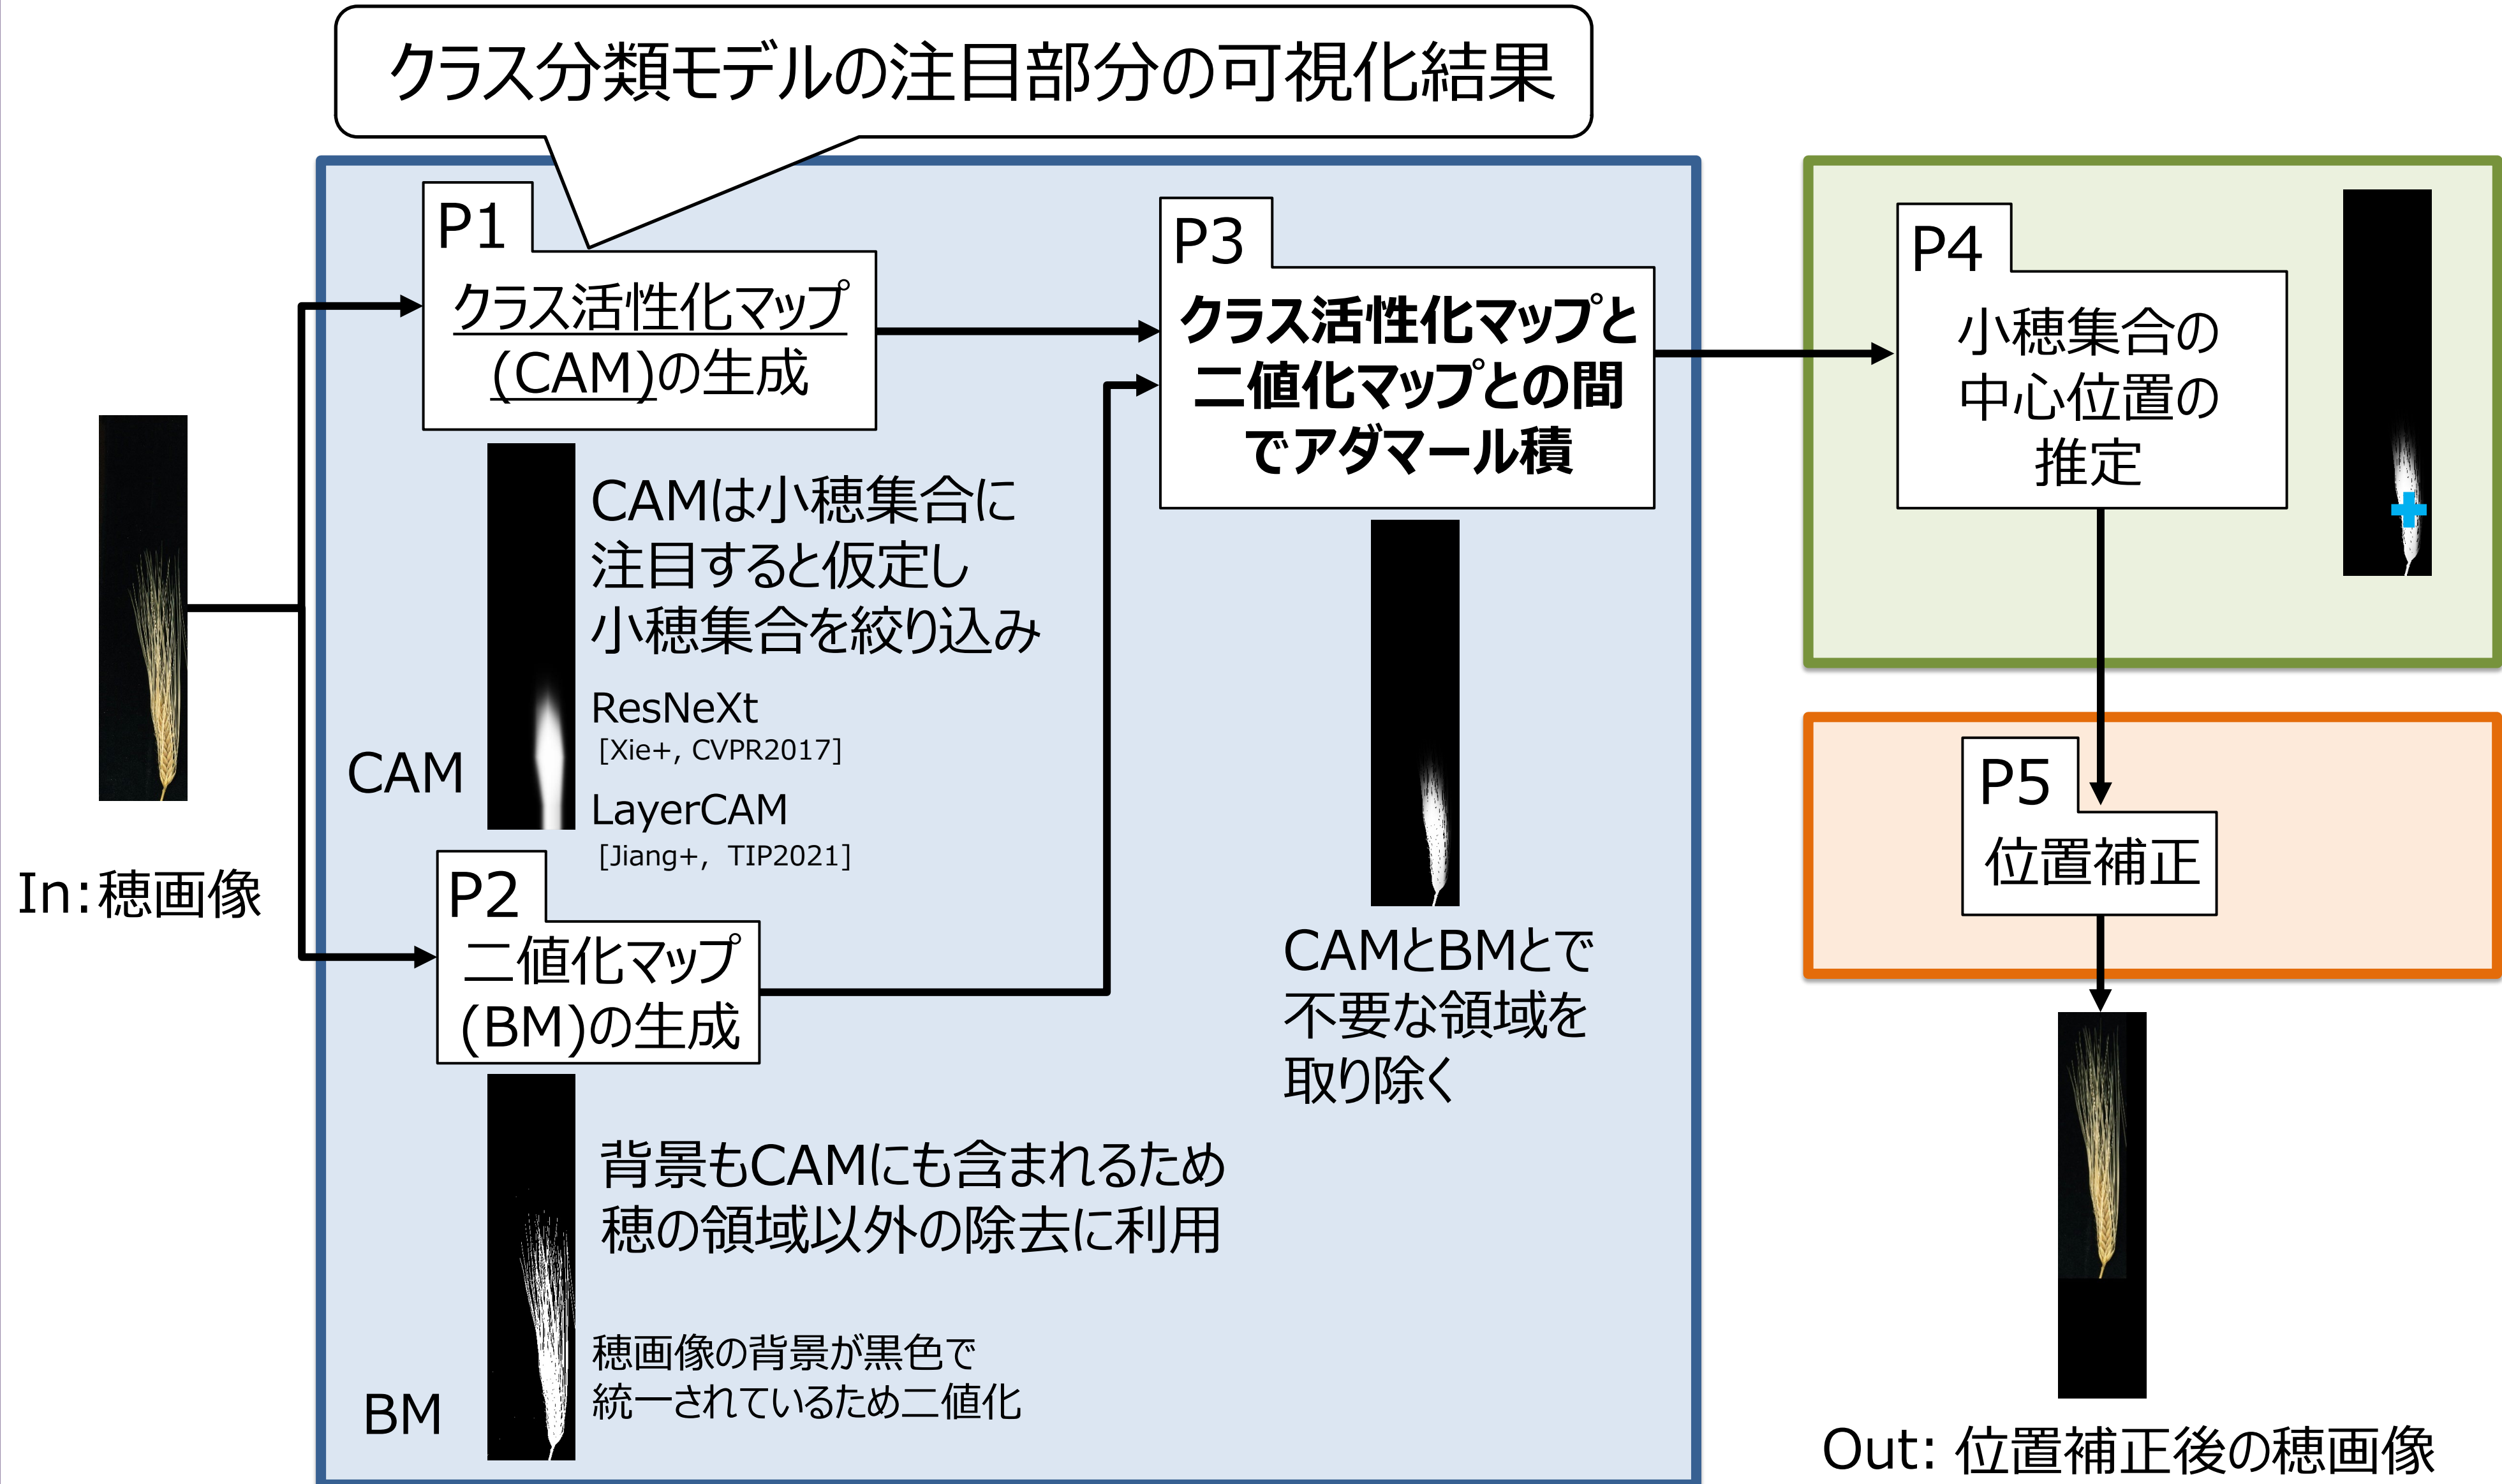 クラス分類モデルの注目部分の可視化結果
P1
クラス活性化マップ
(CAM)の生成
CAMは小穂集合に
注目すると仮定し
小穂集合を絞り込み
ResNeXt
[Xie+, CVPR2017]
LayerCAM
[Jiang+, TIP2021]
CAM
In:穂画像
P2
二値化マップ
(BM)の生成
背景もCAMにも含まれるため
穂の領域以外の除去に利用
穂画像の背景が黒色で
統一されているため二値化
BM
P3
クラス活性化マップと
二値化マップとの間
でアダマール積
CAMとBMとで
不要な領域を
取り除く
P4
小穂集合の
中心位置の
推定
P5
位置補正
Out: 位置補正後の穂画像